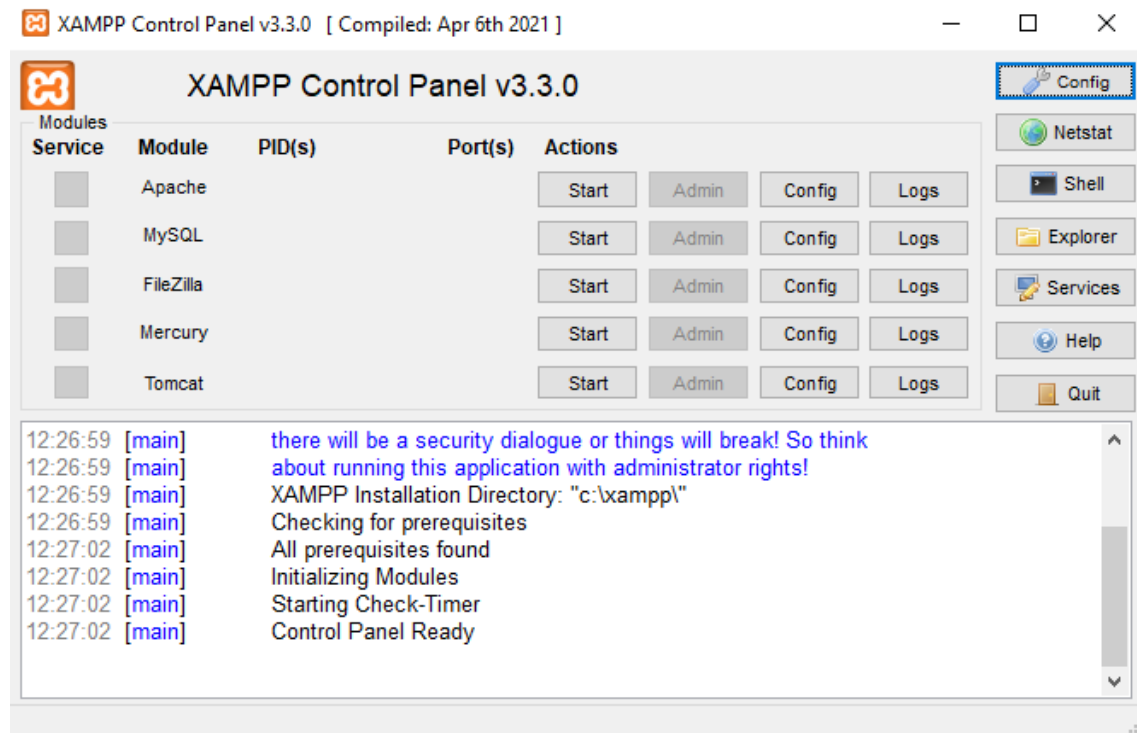 XAMPP Control Panel v3.3.0 [ Compiled: Apr 6th 2021 ]
XAMPP Control Panel v3.3.0
Config
Modules
Service Module PID(s) Port(s) Actions
Netstat
Apache Start Admin Config Logs
Shell
MySQL Start Admin Config Logs
Explorer
FileZilla Start Admin Config Logs
Services
Mercury Start Admin Config Logs
Help
Tomcat Start Admin Config Logs
Quit
12:26:59 [main] there will be a security dialogue or things will break! So think
12:26:59 [main] about running this application with administrator rights!
12:26:59 [main] XAMPP Installation Directory: "c:\xampp\"
12:26:59 [main] Checking for prerequisites
12:27:02 [main] All prerequisites found
12:27:02 [main] Initializing Modules
12:27:02 [main] Starting Check-Timer
12:27:02 [main] Control Panel Ready